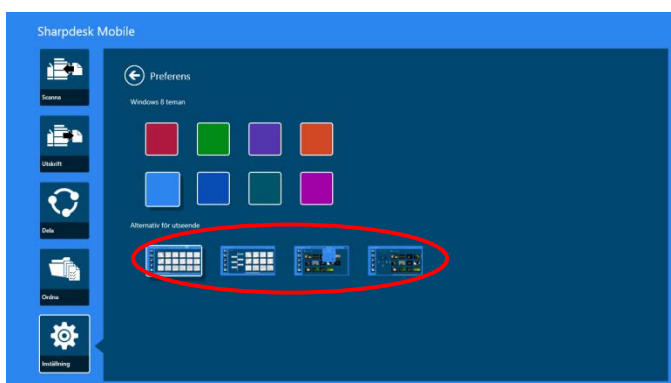 Sharpdesk Mobile
Scanna
Utskrift
Dela
Ordna
Inställning
Preferens
Windows 8 teman
Alternativ för utseende